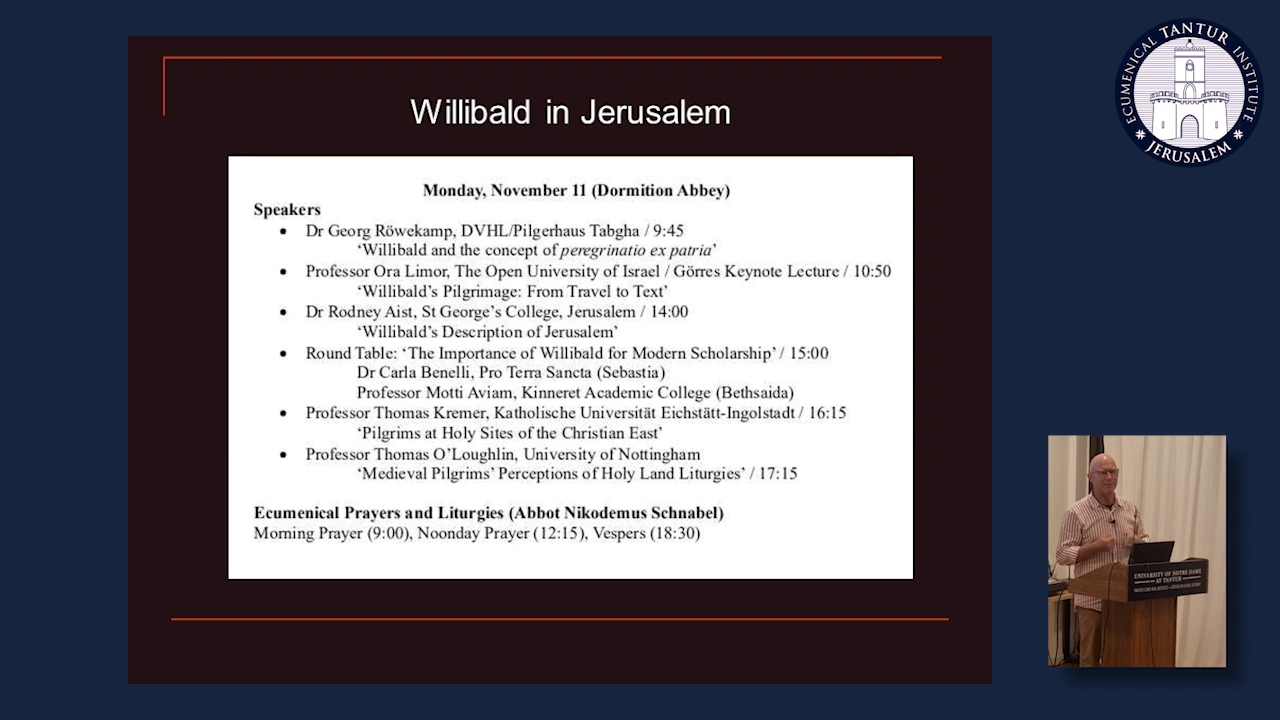 Willibald in Jerusalem
Monday, November 11 (Dormition Abbey)
Speakers
• Dr Georg Röwekamp, DVHL/Pilgerhaus Tabgha / 9:45
‘Willibald and the concept of peregrinatio ex patria’
• Professor Ora Limor, The Open University of Israel / Görres Keynote Lecture / 10:50
‘Willibald’s Pilgrimage: From Travel to Text’
• Dr Rodney Aist, St George’s College, Jerusalem / 14:00
‘Willibald’s Description of Jerusalem’
• Round Table: ‘The Importance of Willibald for Modern Scholarship’ / 15:00
Dr Carla Benelli, Pro Terra Sancta (Sebastia)
Professor Motti Aviam, Kinneret Academic College (Bethsaida)
• Professor Thomas Kremer, Katholische Universität Eichstätt-Ingolstadt / 16:15
‘Pilgrims at Holy Sites of the Christian East’
• Professor Thomas O’Loughlin, University of Nottingham
‘Medieval Pilgrims’ Perceptions of Holy Land Liturgies’ / 17:15
Ecumenical Prayers and Liturgies (Abbot Nikodemus Schnabel)
Morning Prayer (9:00), Noonday Prayer (12:15), Vespers (18:30)
ECUMENICAL TANTUR INSTITUTE
JERUSALEM
UNIVERSITY OF NOTRE DAME
AT TANTUR